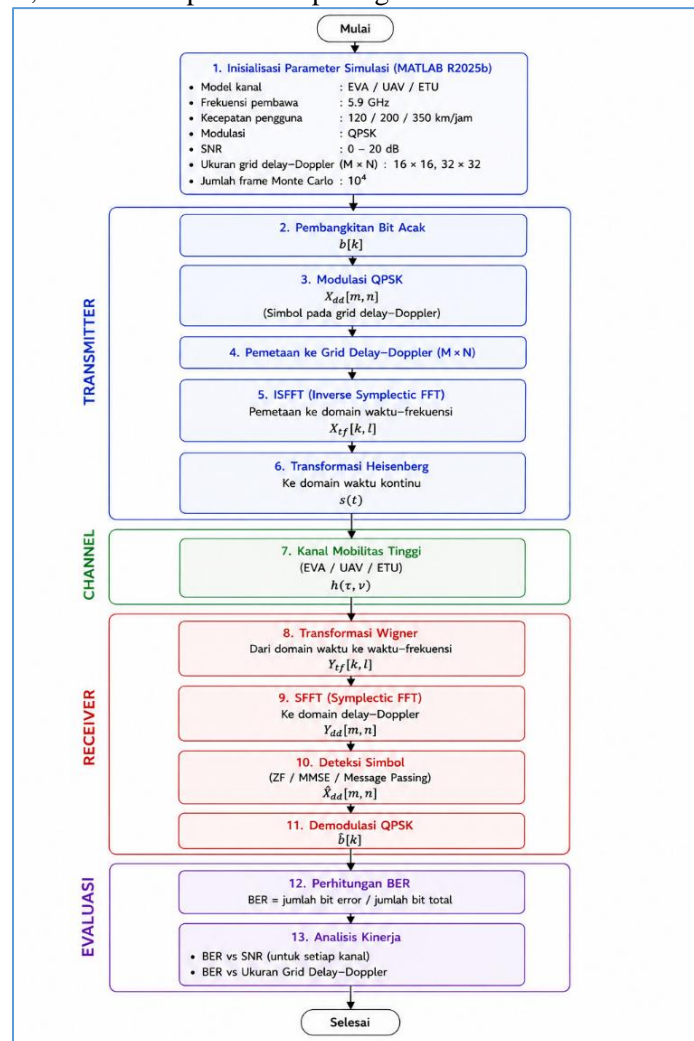 Mulai
1. Inisialisasi Parameter Simulasi (MATLAB R2025b)
• Model kanal : EVA / UAV / ETU
• Frekuensi pembawa : 5.9 GHz
• Kecepatan pengguna : 120 / 200 / 350 km/jam
• Modulasi : QPSK
• SNR : 0 – 20 dB
• Ukuran grid delay–Doppler (M × N) : 16 × 16, 32 × 32
• Jumlah frame Monte Carlo : 10⁴
TRANSMITTER
2. Pembangkitan Bit Acak
b[k]
3. Modulasi QPSK
X_dd[m, n]
(Simbol pada grid delay–Doppler)
4. Pemetaan ke Grid Delay–Doppler (M × N)
5. ISFFT (Inverse Symplectic FFT)
Pemetaan ke domain waktu–frekuensi
X_tf[k, l]
6. Transformasi Heisenberg
Ke domain waktu kontinu
s(t)
CHANNEL
7. Kanal Mobilitas Tinggi
(EVA / UAV / ETU)
h(τ, ν)
RECEIVER
8. Transformasi Wigner
Dari domain waktu ke waktu–frekuensi
Y_tf[k, l]
9. SFFT (Symplectic FFT)
Ke domain delay–Doppler
Y_dd[m, n]
10. Deteksi Simbol
(ZF / MMSE / Message Passing)
X̂_dd[m, n]
11. Demodulasi QPSK
b̂[k]
EVALUASI
12. Perhitungan BER
BER = jumlah bit error / jumlah bit total
13. Analisis Kinerja
• BER vs SNR (untuk setiap kanal)
• BER vs Ukuran Grid Delay–Doppler
Selesai